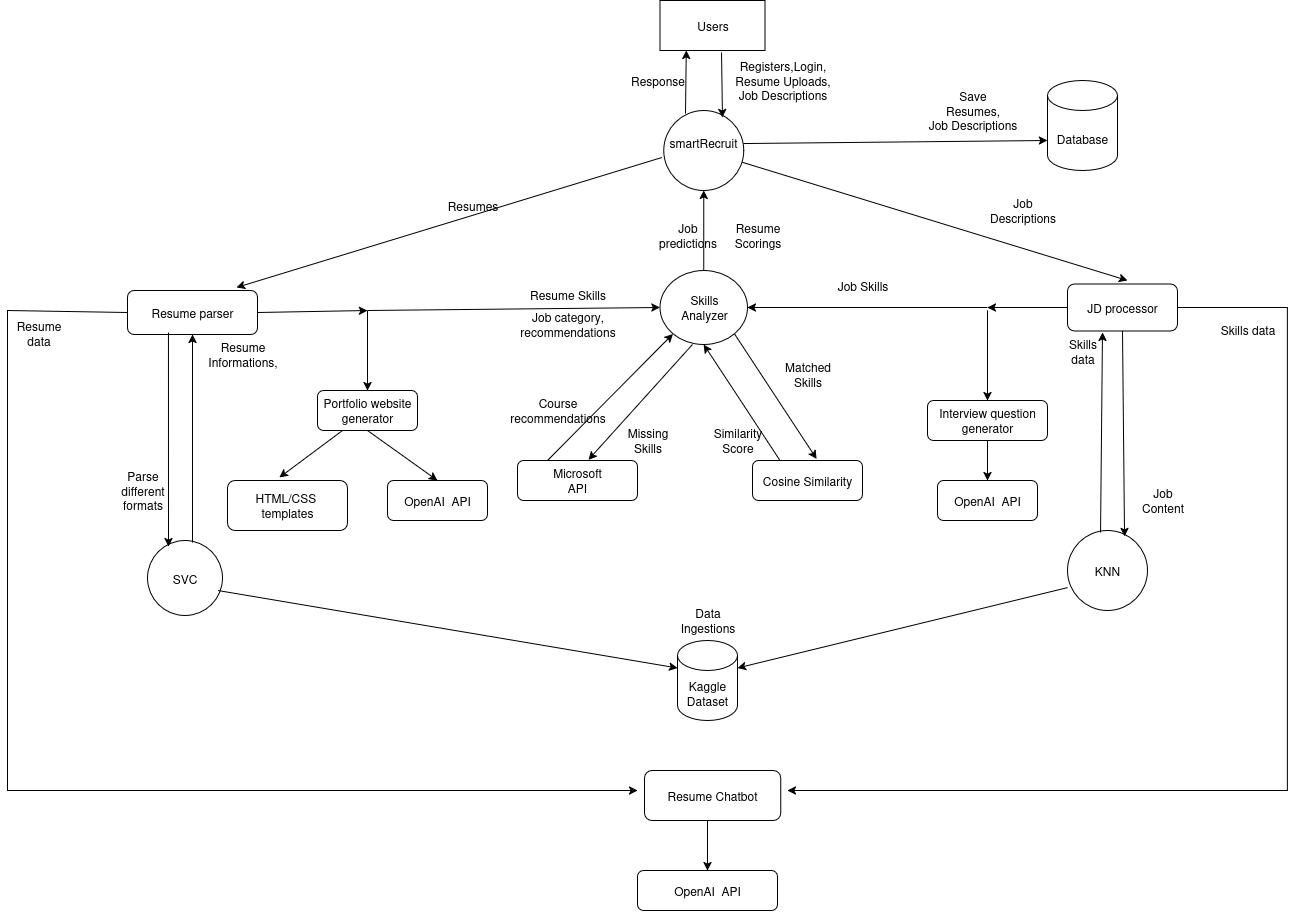 Users
Response
Registers,Login,
Resume Uploads,
Job Descriptions
smartRecruit
Save
Resumes,
Job Descriptions
Database
Resumes
Job
Descriptions
Job
predictions
Resume
Scorings
Resume parser
Resume Skills
Job category,
recommendations
Skills
Analyzer
Job Skills
JD processor
Resume
data
Resume
Informations,
Skills
data
Skills data
Portfolio website
generator
Course
recommendations
Missing
Skills
Similarity
Score
Matched
Skills
Interview question
generator
Parse
different
formats
HTML/CSS
templates
OpenAI API
Microsoft
API
Cosine Similarity
OpenAI API
Job
Content
SVC
KNN
Data
Ingestions
Kaggle
Dataset
Resume Chatbot
OpenAI API